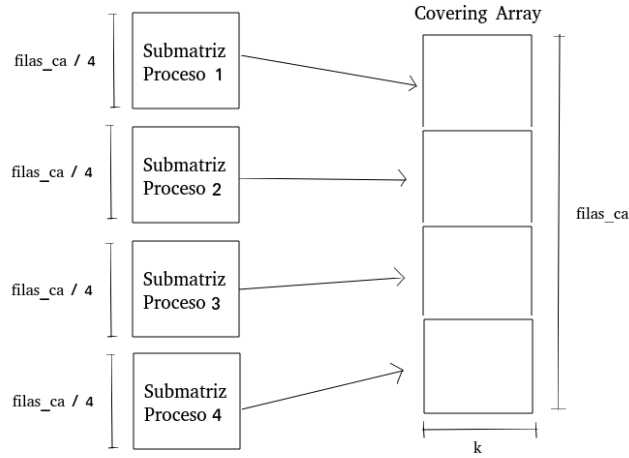 Covering Array
filas_ca / 4
Submatriz
Proceso 1
filas_ca / 4
Submatriz
Proceso 2
filas_ca
filas_ca / 4
Submatriz
Proceso 3
filas_ca / 4
Submatriz
Proceso 4
k